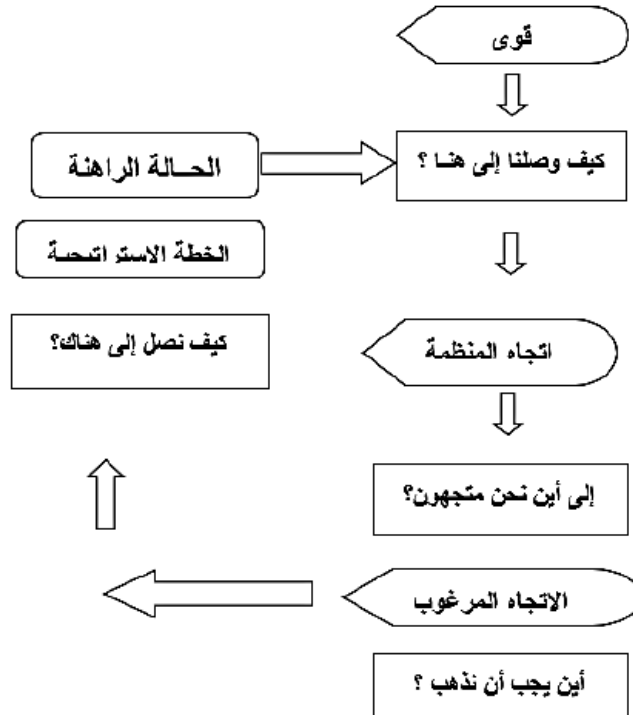 قوى
كيف وصلنا إلى هنا ؟
الحالة الراهنة
الخطة الاستراتيجية
كيف نصل إلى هناك؟
اتجاه المنظمة
إلى أين نحن متجهون؟
الاتجاه المرغوب
أين يجب أن نذهب ؟